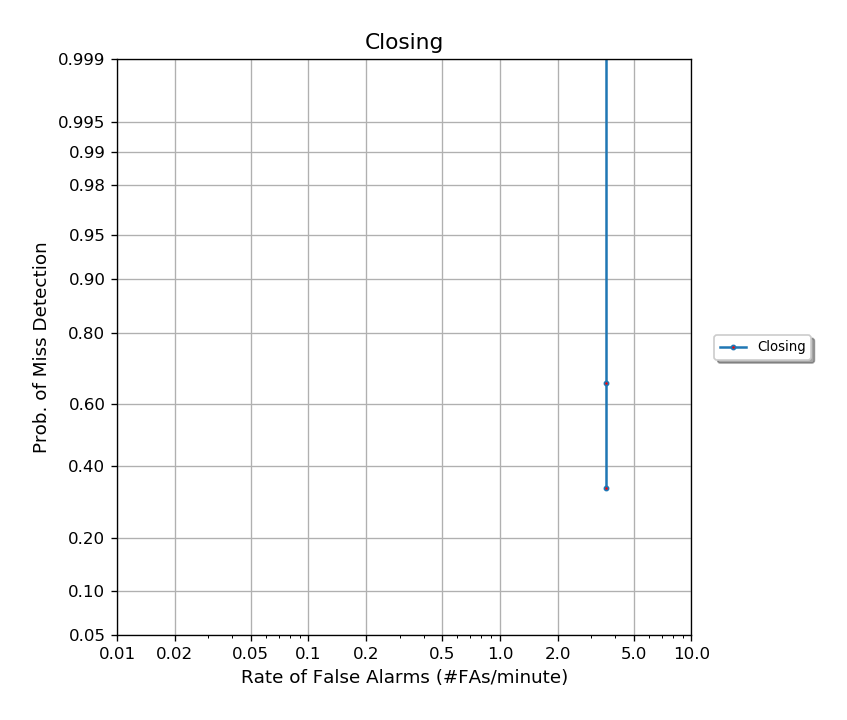 Closing
0.999
0.995
0.99
0.98
0.95
0.90
0.80
0.60
0.40
0.20
0.10
0.05
Prob. of Miss Detection
0.01 0.02 0.05 0.1 0.2 0.5 1.0 2.0 5.0 10.0
Rate of False Alarms (#FAs/minute)
Closing